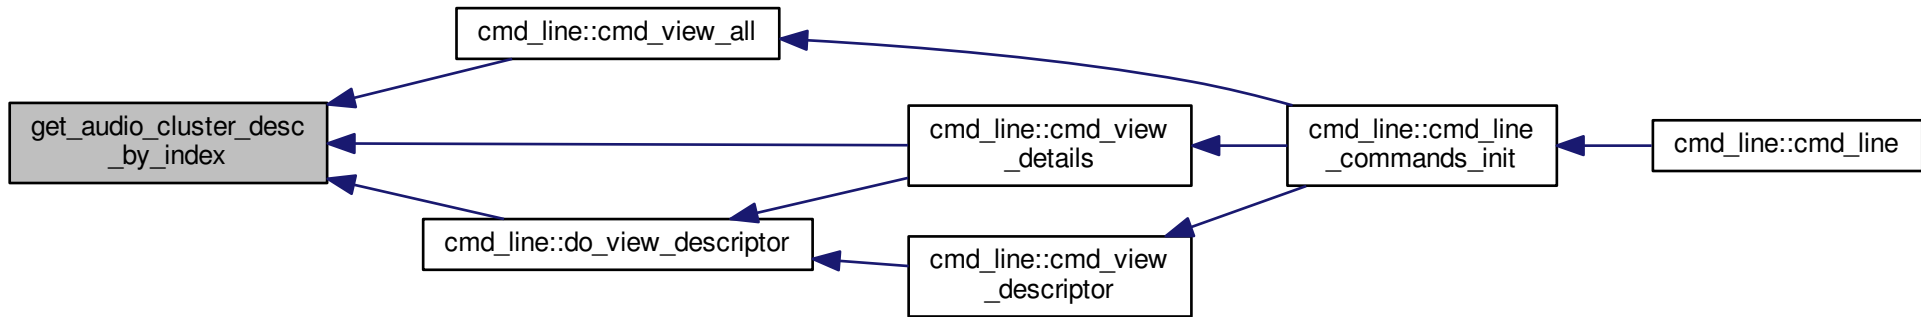 cmd_line::cmd_view_all
get_audio_cluster_desc
_by_index
cmd_line::cmd_view
_details
cmd_line::cmd_line
_commands_init
cmd_line::cmd_line
cmd_line::do_view_descriptor
cmd_line::cmd_view
_descriptor